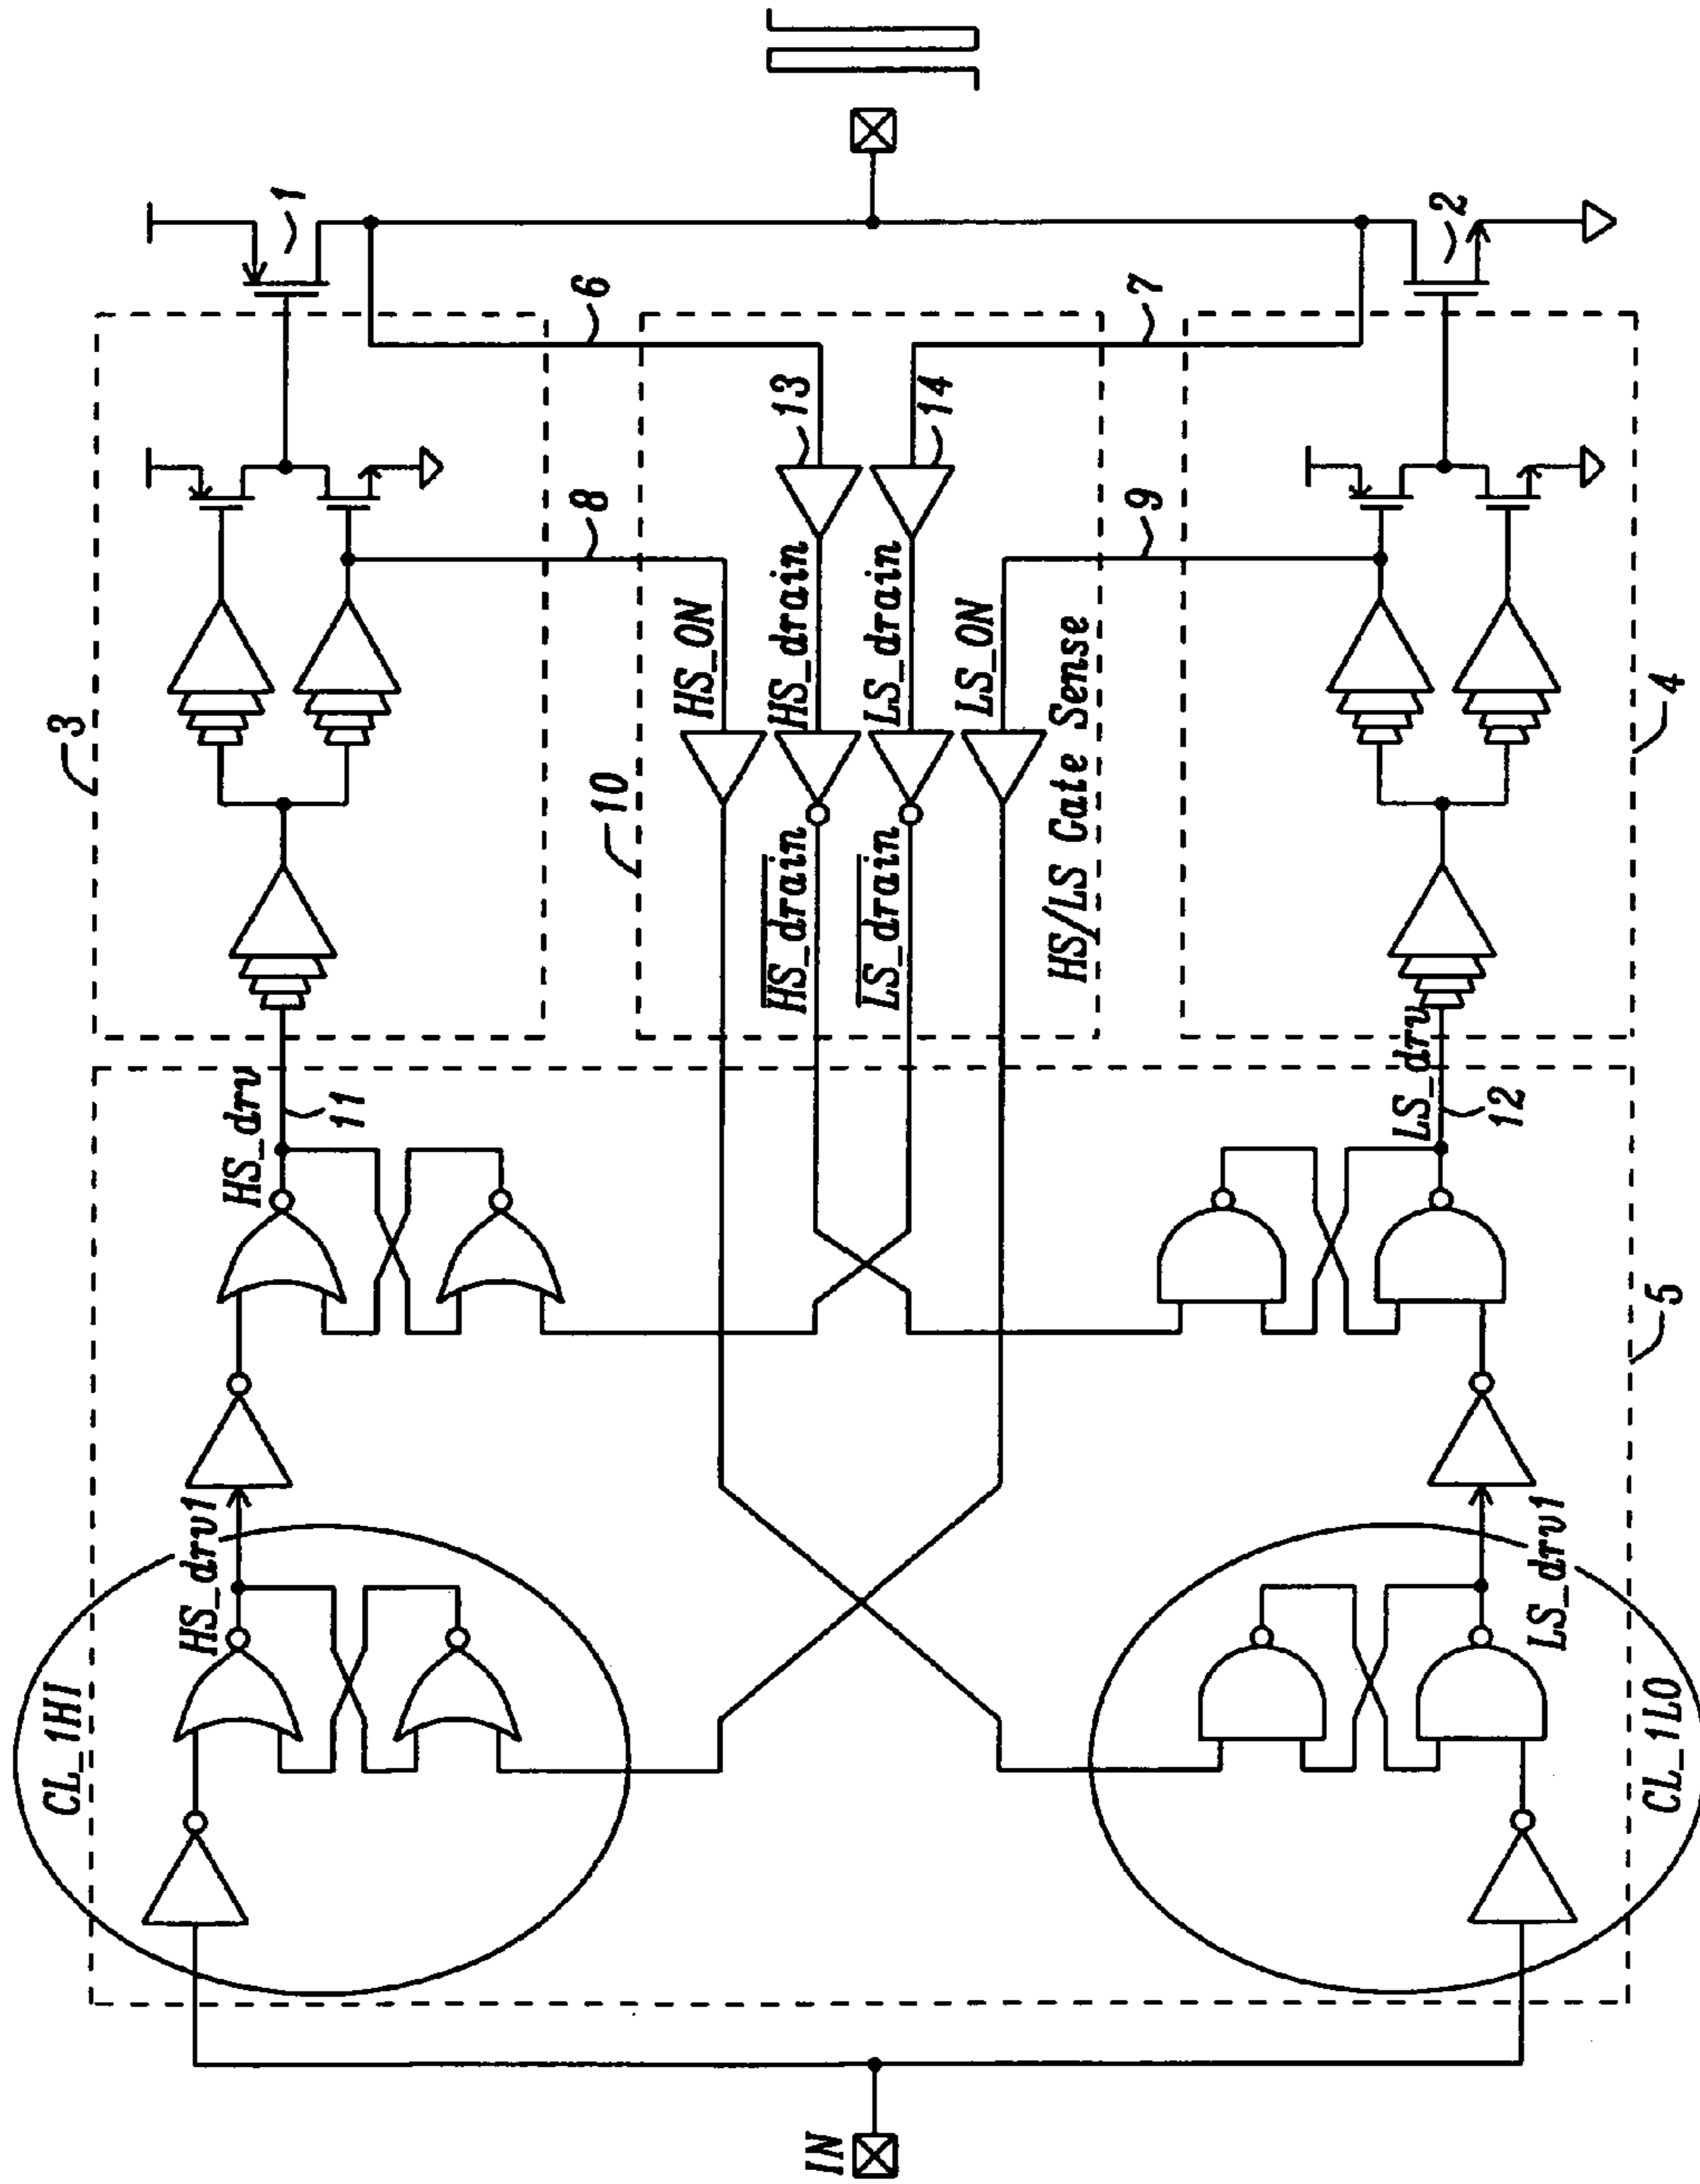 IN
CL_1HI
HS_drv1
HS_drv
11
3
1
8
6
10
HS_ON
HS_drain
HS_drain
13
LS_drain
LS_drain
14
LS_ON
HS/LS Gate Sense
9
7
LS_drv1
CL_1LO
LS_drv
12
5
4
2